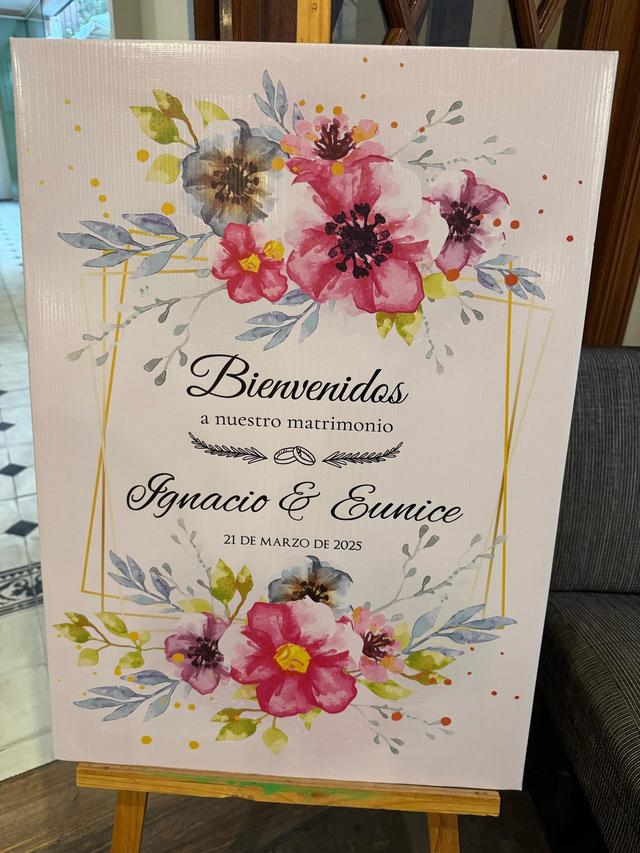 Bienvenidos
a nuestro matrimonio
Ignacio & Eunice
21 DE MARZO DE 2025